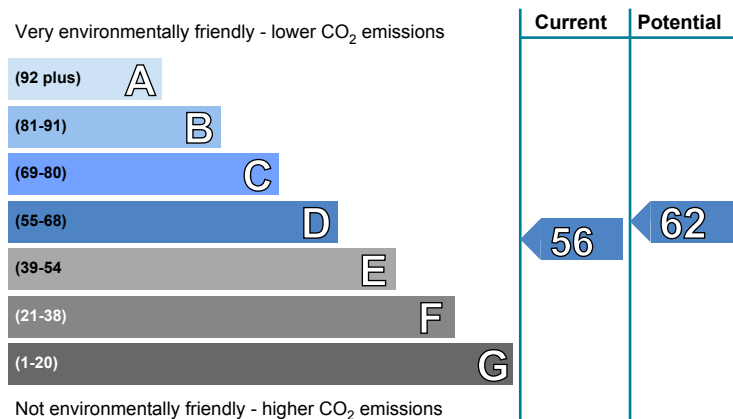 Very environmentally friendly - lower CO₂ emissions
Current
Potential
(92 plus) A
(81-91) B
(69-80) C
(55-68) D
(39-54 E
(21-38) F
(1-20) G
56
62
Not environmentally friendly - higher CO₂ emissions